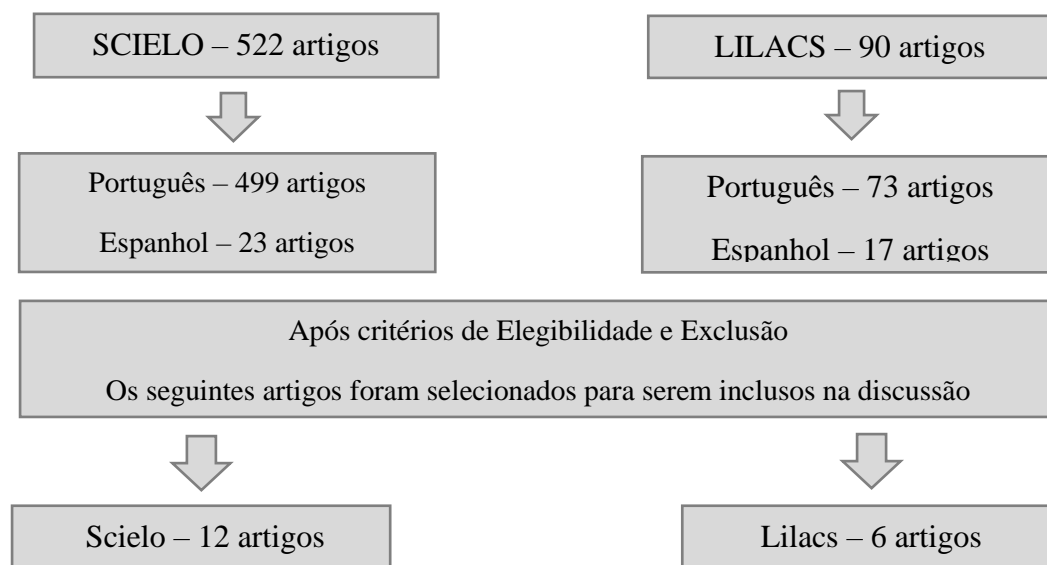 SCIELO – 522 artigos
LILACS – 90 artigos
Português – 499 artigos
Espanhol – 23 artigos
Português – 73 artigos
Espanhol – 17 artigos
Após critérios de Elegibilidade e Exclusão
Os seguintes artigos foram selecionados para serem inclusos na discussão
Scielo – 12 artigos
Lilacs – 6 artigos